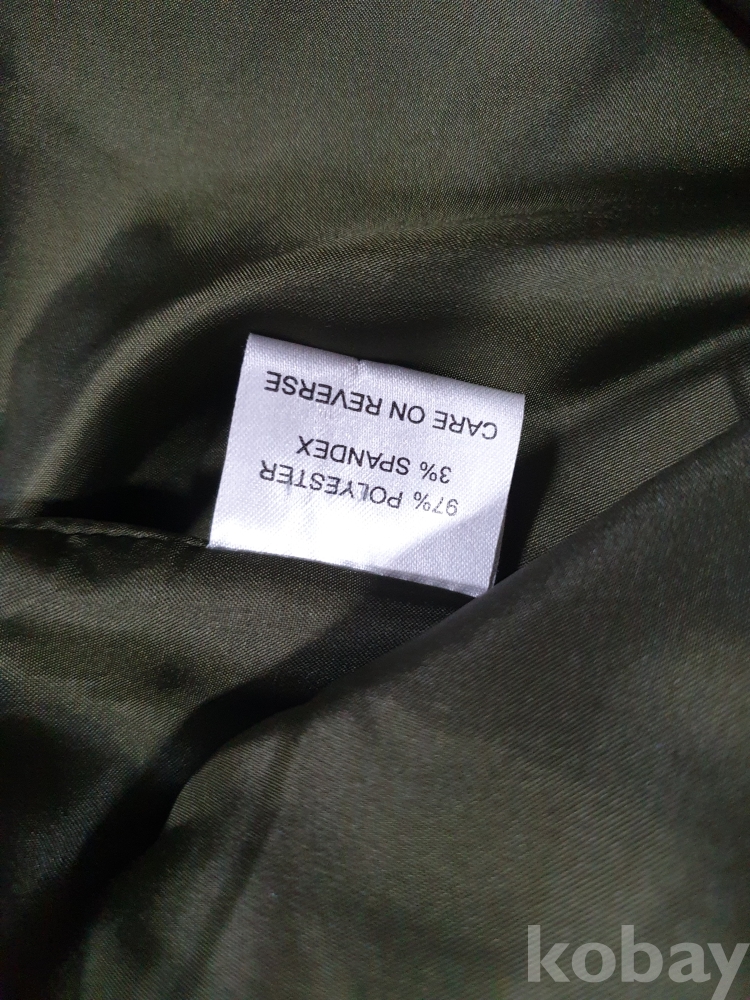 97% POLYESTER
3% SPANDEX
CARE ON REVERSE
kobay